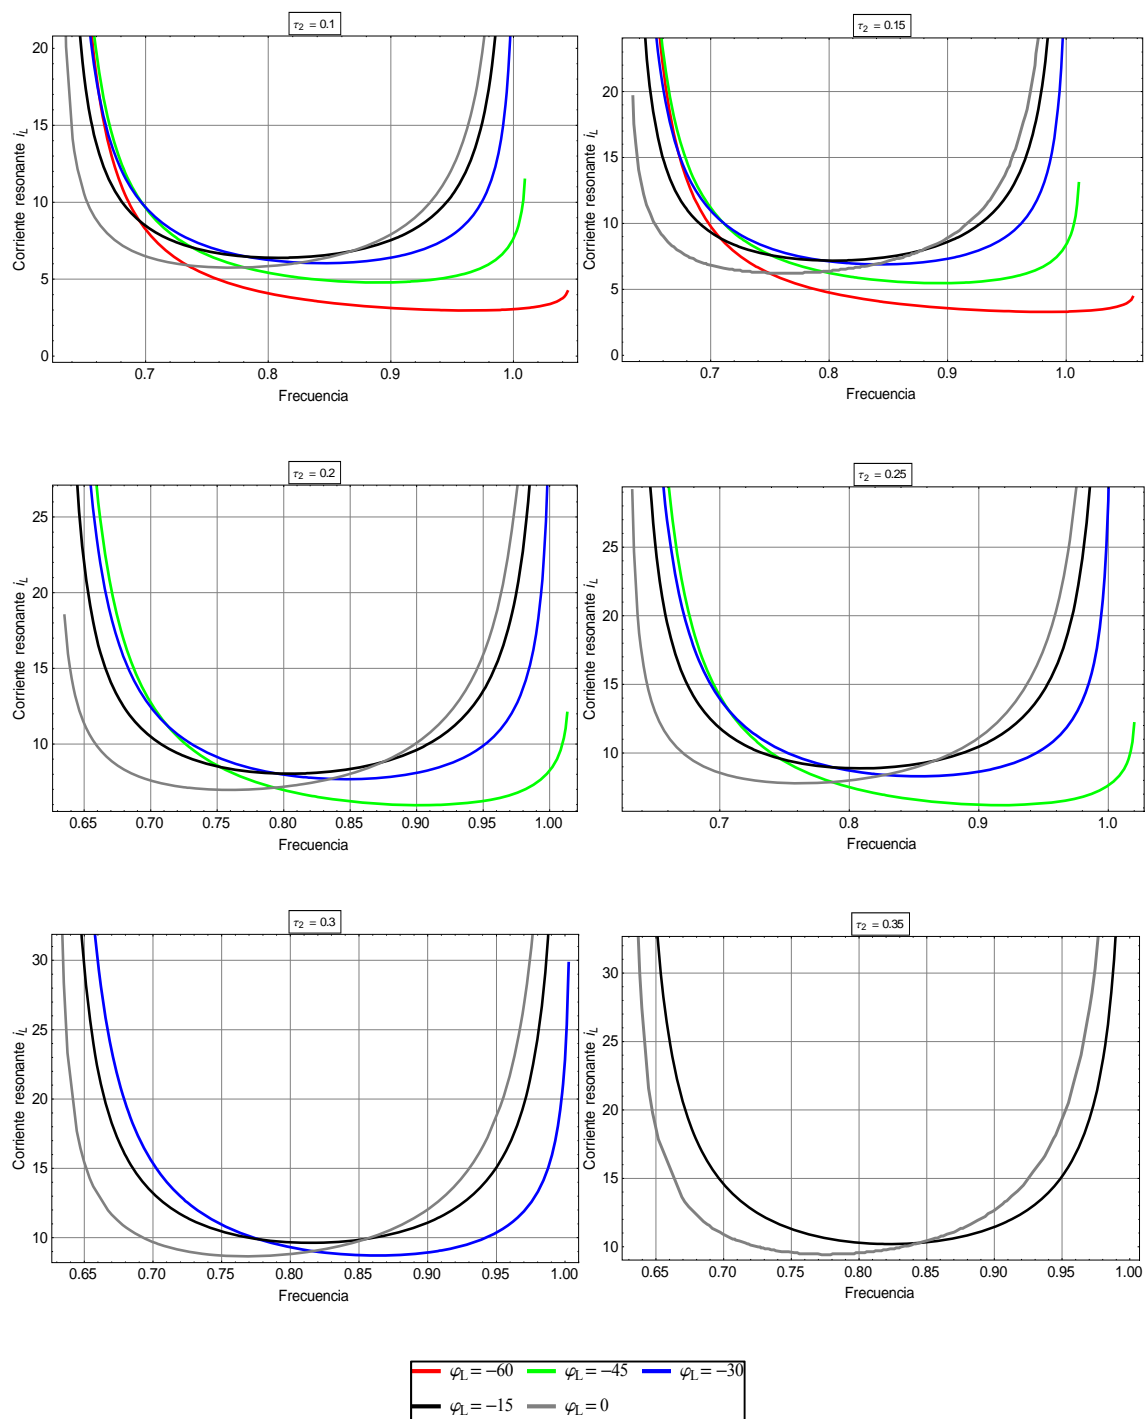 τ2 = 0.1
Corriente resonante iL
20
15
10
5
0
0.7 0.8 0.9 1.0
Frecuencia
τ2 = 0.15
Corriente resonante iL
20
15
10
5
0
0.7 0.8 0.9 1.0
Frecuencia
τ2 = 0.2
Corriente resonante iL
25
20
15
10
0.65 0.70 0.75 0.80 0.85 0.90 0.95 1.00
Frecuencia
τ2 = 0.25
Corriente resonante iL
25
20
15
10
0.7 0.8 0.9 1.0
Frecuencia
τ2 = 0.3
Corriente resonante iL
30
25
20
15
10
0.65 0.70 0.75 0.80 0.85 0.90 0.95 1.00
Frecuencia
τ2 = 0.35
Corriente resonante iL
30
25
20
15
10
0.65 0.70 0.75 0.80 0.85 0.90 0.95 1.00
Frecuencia
φL=−60 φL=−45 φL=−30
φL=−15 φL=0